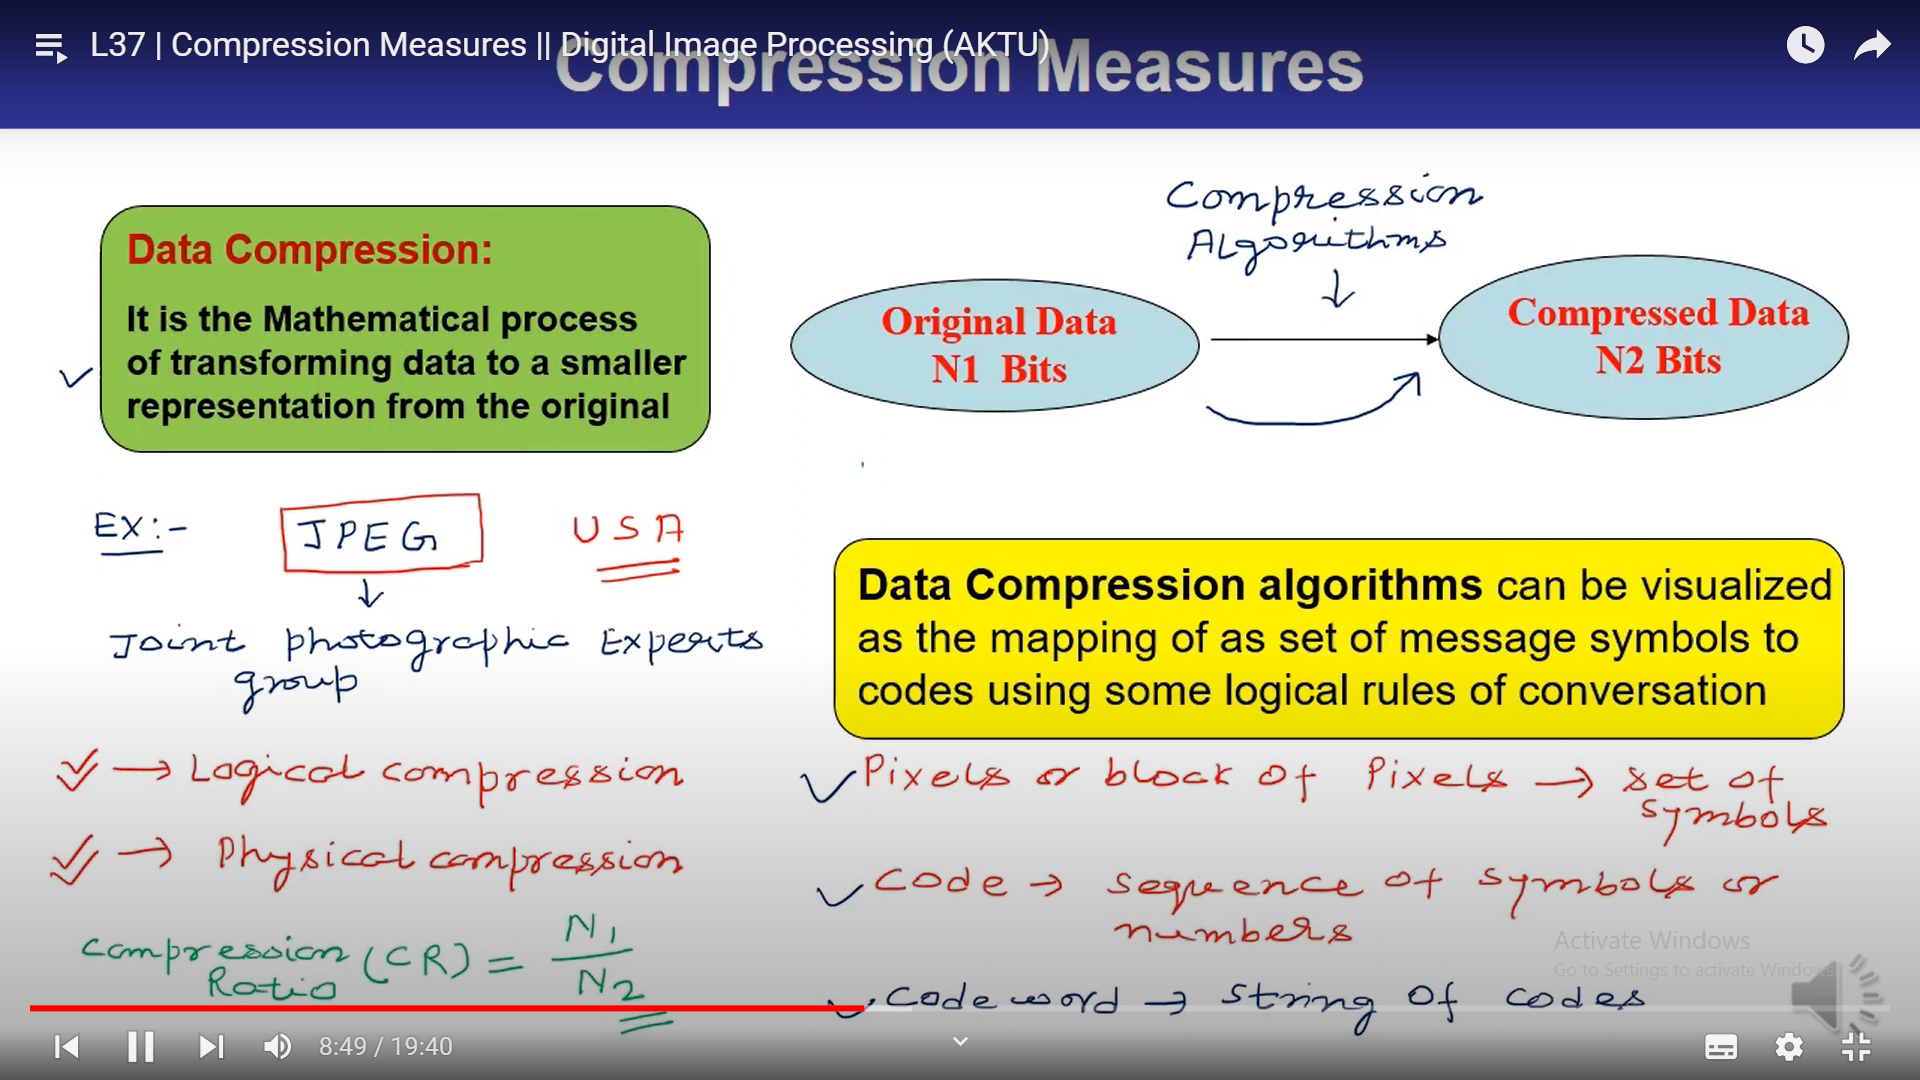 L37 | Compression Measures || Digital Image Processing (AKTU)
Compression Measures
Data Compression:
It is the Mathematical process
of transforming data to a smaller
representation from the original
Compression
Algorithms
Original Data
N1 Bits
Compressed Data
N2 Bits
EX:-
JPEG
USA
Joint photographic Experts
group
→ Logical compression
→ Physical compression
Compression
Ratio
(CR) = N1
N2
Data Compression algorithms can be visualized
as the mapping of as set of message symbols to
codes using some logical rules of conversation
Pixels or block of Pixels → set of
symbols
Code → sequence of symbols or
numbers
Code word → string of codes
Activate Windows
Go to Settings to activate Windows
8:49 / 19:40